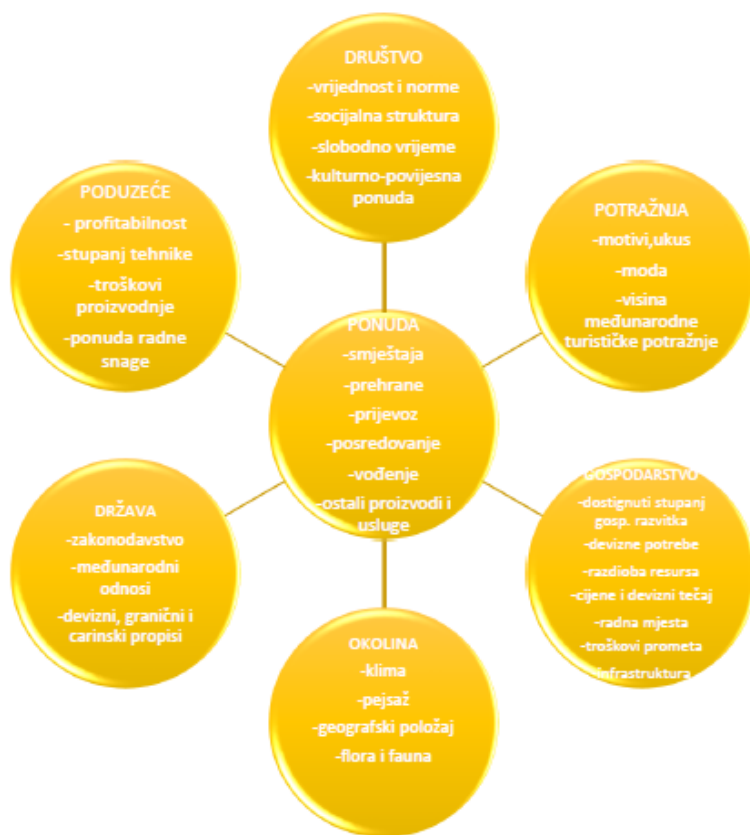 DRUŠTVO
-vrijednost i norme
-socijalna struktura
-slobodno vrijeme
-kulturno-povijesna
ponuda
PODUZEĆE
- profitabilnost
-stupanj tehnike
-troškovi
proizvodnje
-ponuda radne
snage
POTRAŽNJA
-motivi,ukus
-moda
-visina
međunarodne
turističke potražnje
PONUDA
-smještaja
-prehrane
-prijevoz
-posredovanje
-vođenje
-ostali proizvodi i
usluge
DRŽAVA
-zakonodavstvo
-međunarodni
odnosi
-devizni, granični i
carinski propisi
GOSPODARSTVO
-dostignuti stupanj
gosp. razvitka
-devizne potrebe
-razdioba resursa
-cijene i devizni tečaj
-radna mjesta
-troškovi prometa
-infrastruktura
OKOLINA
-klima
-pejsaž
-geografski položaj
-flora i fauna